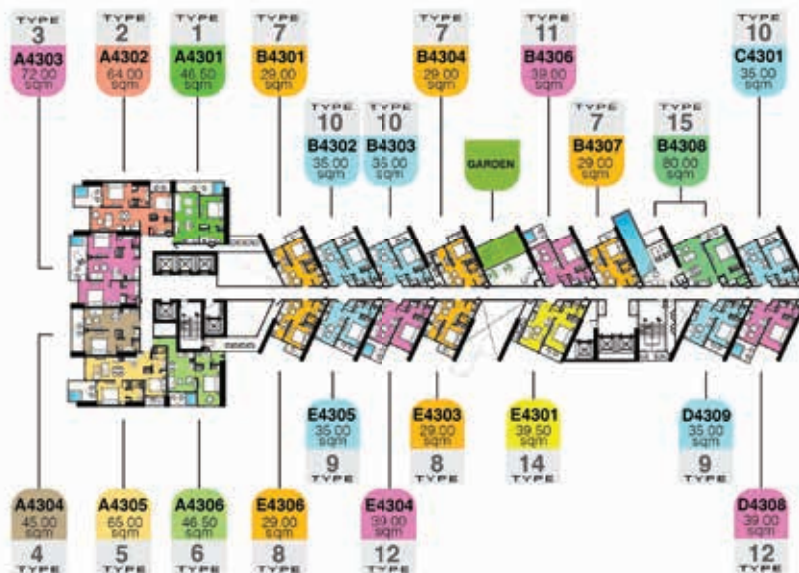 TYPE
3
A4303
72.00
sqm
TYPE
2
A4302
64.00
sqm
TYPE
1
A4301
46.50
sqm
TYPE
7
B4301
29.00
sqm
TYPE
7
B4304
29.00
sqm
TYPE
11
B4306
39.00
sqm
TYPE
10
C4301
35.00
sqm
TYPE
10
B4302
35.00
sqm
TYPE
10
B4303
35.00
sqm
GARDEN
TYPE
7
B4307
29.00
sqm
TYPE
15
B4308
80.00
sqm
E4305
35.00
sqm
9
TYPE
E4303
29.00
sqm
8
TYPE
E4301
39.50
sqm
14
TYPE
D4309
35.00
sqm
9
TYPE
A4304
45.00
sqm
4
TYPE
A4305
65.00
sqm
5
TYPE
A4306
46.50
sqm
6
TYPE
E4306
29.00
sqm
8
TYPE
E4304
39.00
sqm
12
TYPE
D4308
39.00
sqm
12
TYPE